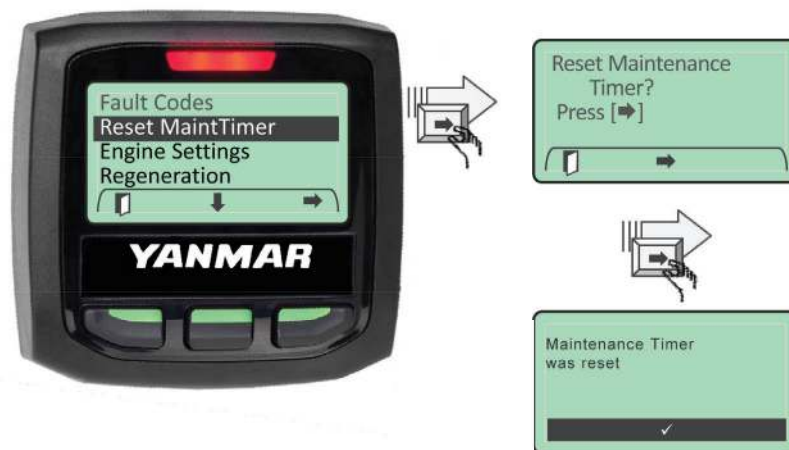 Fault Codes
Reset MaintTimer
Engine Settings
Regeneration
YANMAR
Reset Maintenance
Timer?
Press [➡]
Maintenance Timer
was reset